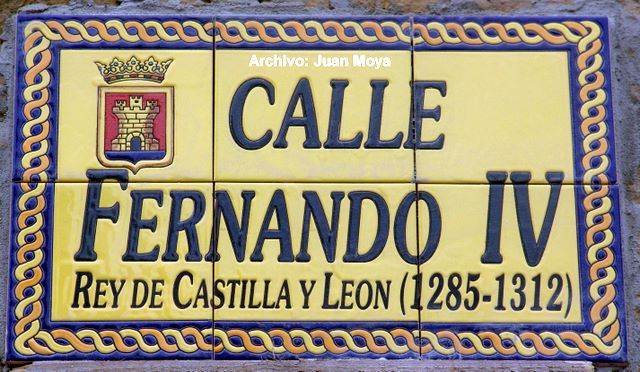 Archivo: Juan Moya
CALLE
FERNANDO IV
REY DE CASTILLA Y LEON (1285-1312)